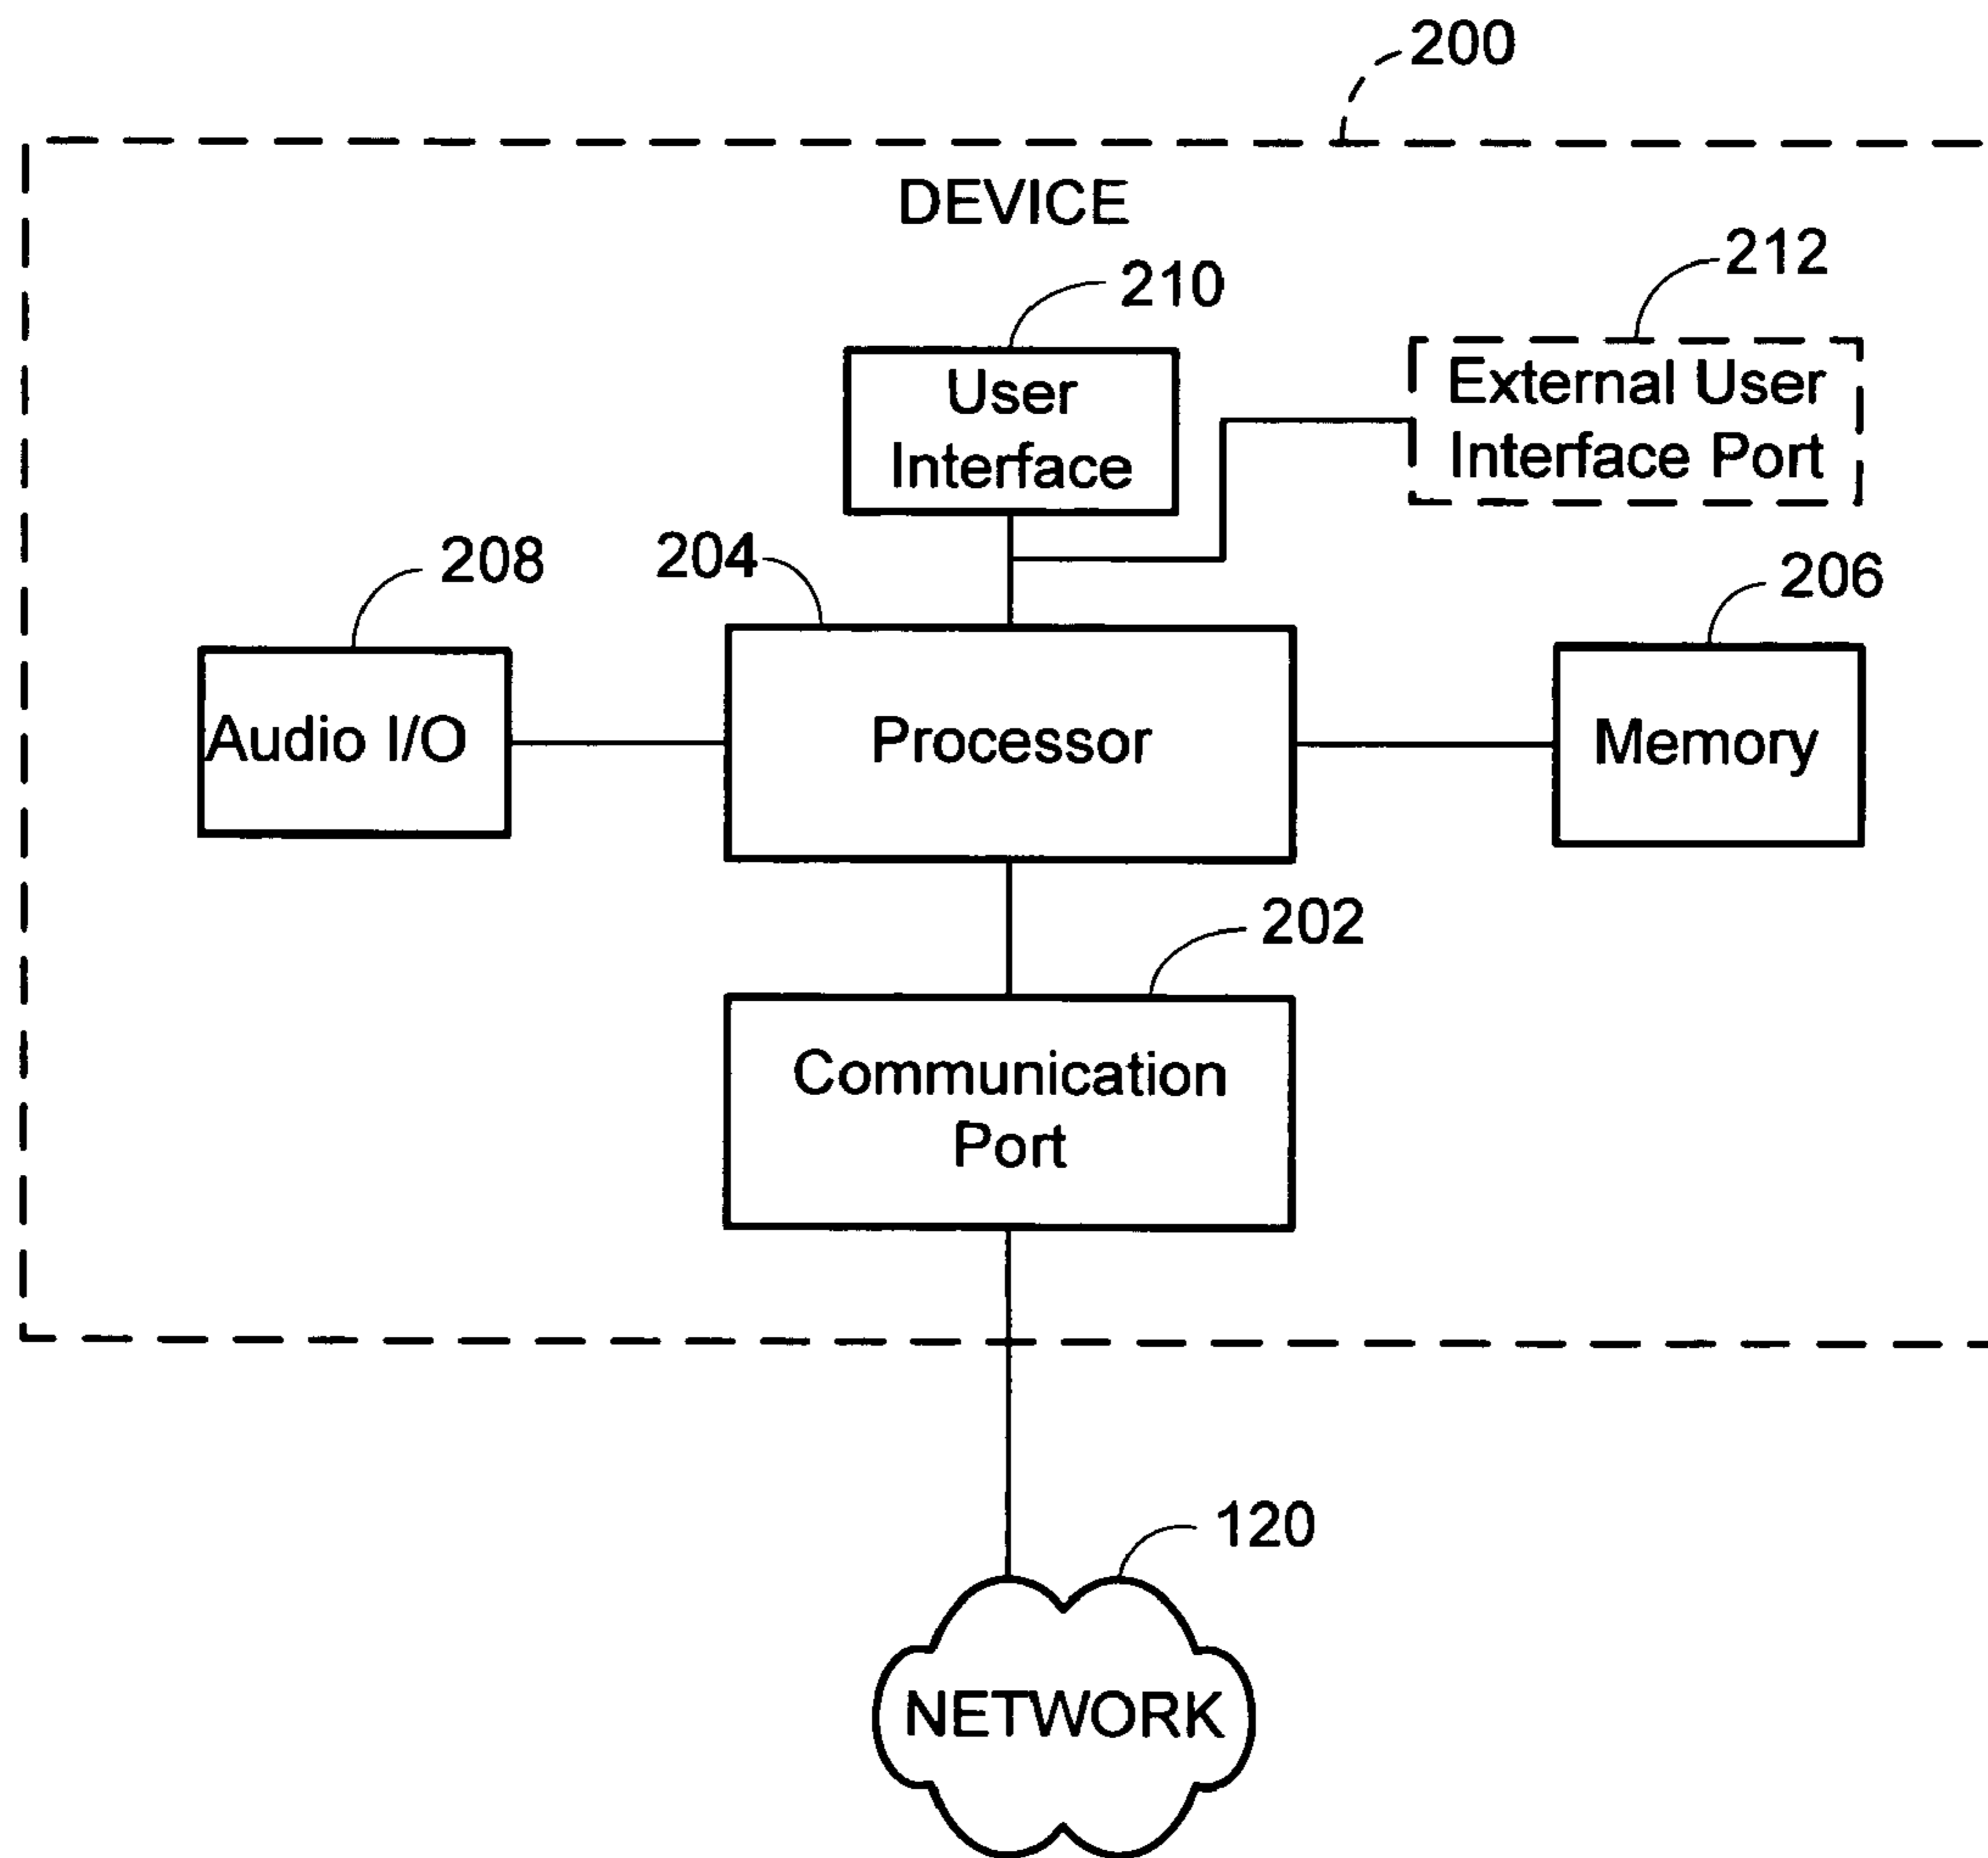 200
DEVICE
212
210
External User
Interface Port
User
Interface
208
204
206
Audio I/O
Processor
Memory
202
Communication
Port
120
NETWORK